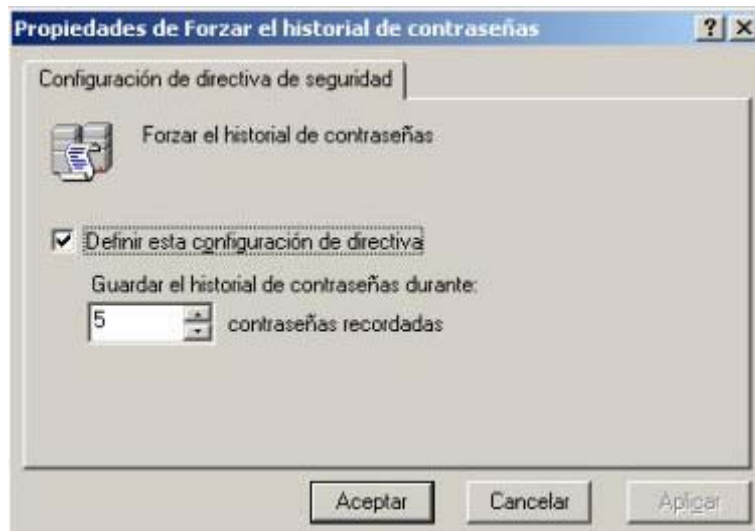 Propiedades de Forzar el historial de contraseñas
Configuración de directiva de seguridad
Forzar el historial de contraseñas
Definir esta configuración de directiva
Guardar el historial de contraseñas durante:
5 contraseñas recordadas
Aceptar Cancelar Aplicar